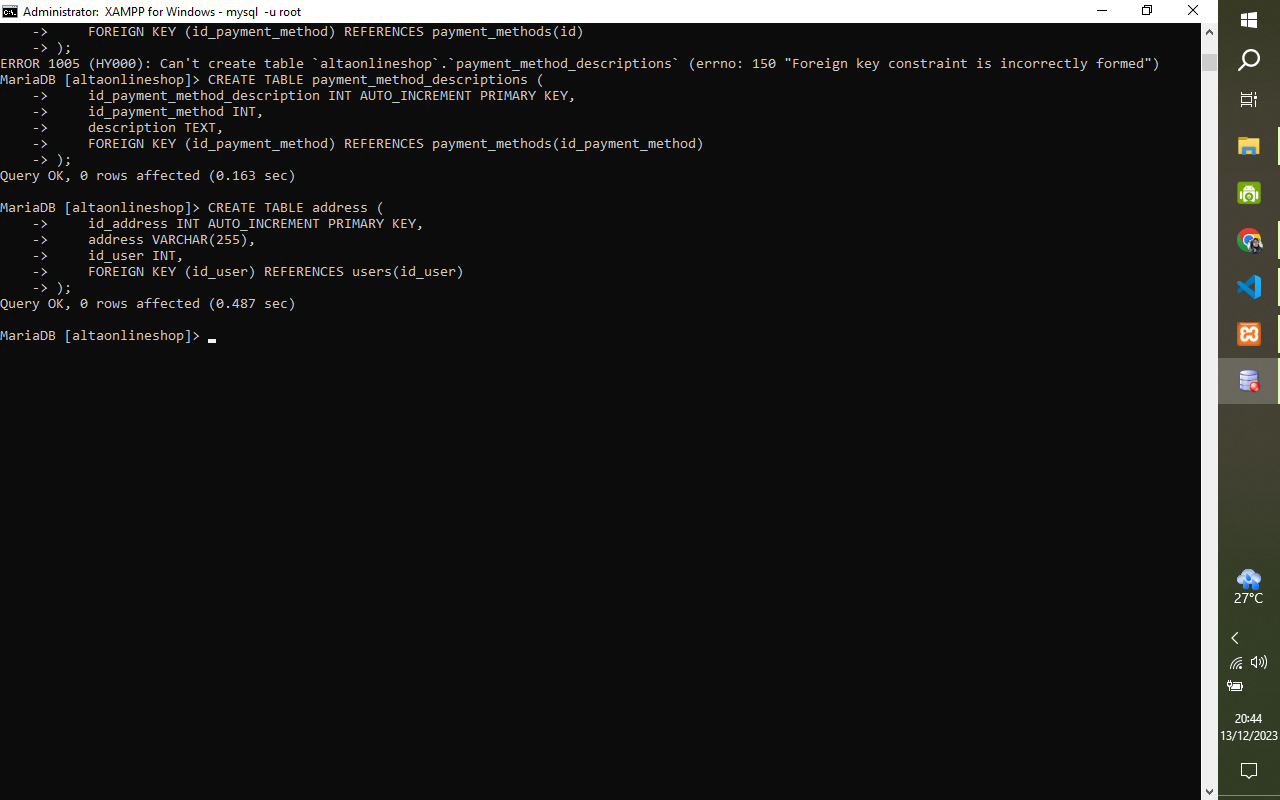 Administrator: XAMPP for Windows - mysql -u root
    ->     FOREIGN KEY (id_payment_method) REFERENCES payment_methods(id)
    -> );
ERROR 1005 (HY000): Can't create table `altaonlineshop`.`payment_method_descriptions` (errno: 150 "Foreign key constraint is incorrectly formed")
MariaDB [altaonlineshop]> CREATE TABLE payment_method_descriptions (
    ->     id_payment_method_description INT AUTO_INCREMENT PRIMARY KEY,
    ->     id_payment_method INT,
    ->     description TEXT,
    ->     FOREIGN KEY (id_payment_method) REFERENCES payment_methods(id_payment_method)
    -> );
Query OK, 0 rows affected (0.163 sec)
MariaDB [altaonlineshop]> CREATE TABLE address (
    ->     id_address INT AUTO_INCREMENT PRIMARY KEY,
    ->     address VARCHAR(255),
    ->     id_user INT,
    ->     FOREIGN KEY (id_user) REFERENCES users(id_user)
    -> );
Query OK, 0 rows affected (0.487 sec)
MariaDB [altaonlineshop]>
27°C
20:44
13/12/2023